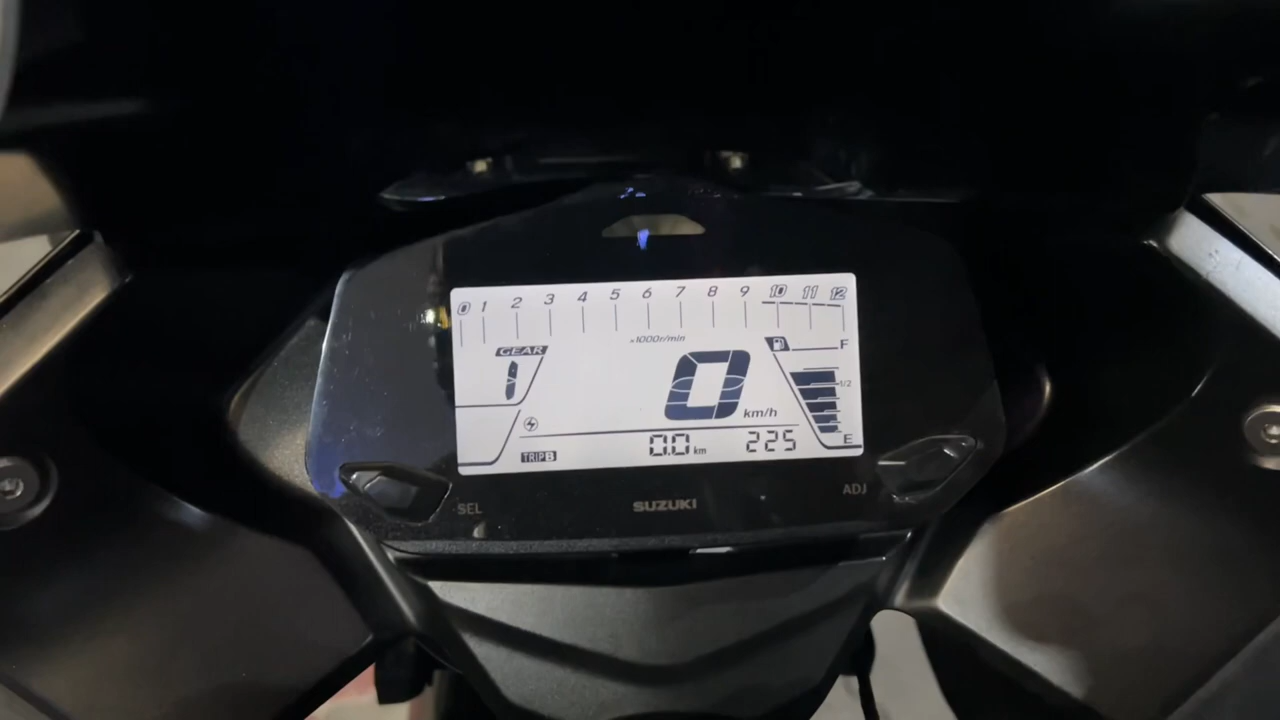 0 1 2 3 4 5 6 7 8 9 10 11 12
×1000r/min
GEAR
F
1
0
1/2
km/h
E
TRIP B
0.0 km
225
SEL
SUZUKI
ADJ